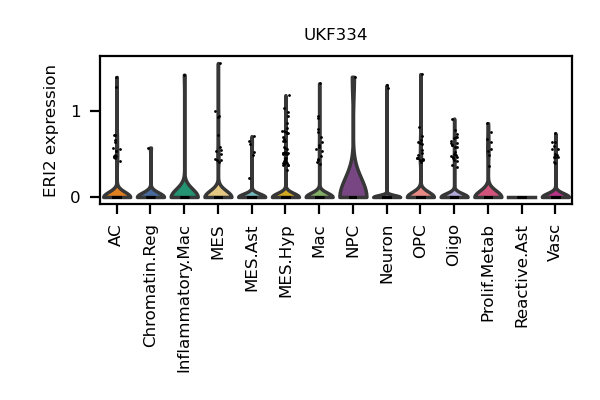 UKF334
ERI2 expression
1
0
AC
Chromatin.Reg
Inflammatory.Mac
MES
MES.Ast
MES.Hyp
Mac
NPC
Neuron
OPC
Oligo
Prolif.Metab
Reactive.Ast
Vasc